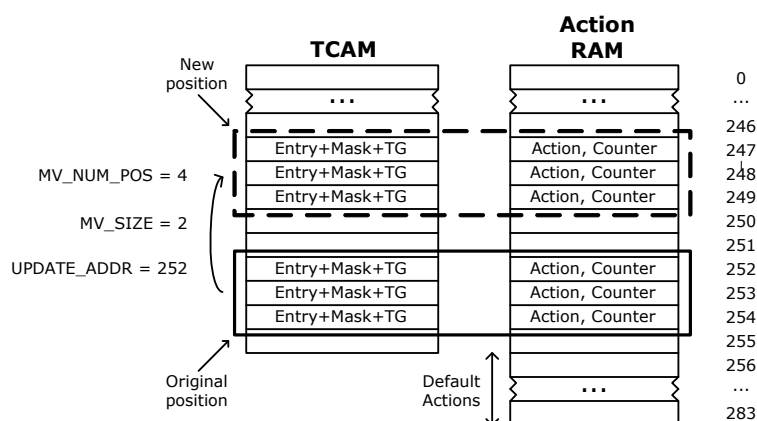 Action
TCAM RAM
New
position
0
... ... ...
246
Entry+Mask+TG Action, Counter 247
MV_NUM_POS = 4 Entry+Mask+TG Action, Counter 248
Entry+Mask+TG Action, Counter 249
MV_SIZE = 2 250
251
UPDATE_ADDR = 252 Entry+Mask+TG Action, Counter 252
Entry+Mask+TG Action, Counter 253
Entry+Mask+TG Action, Counter 254
255
256
Original
position
Default
Actions
... ...
283